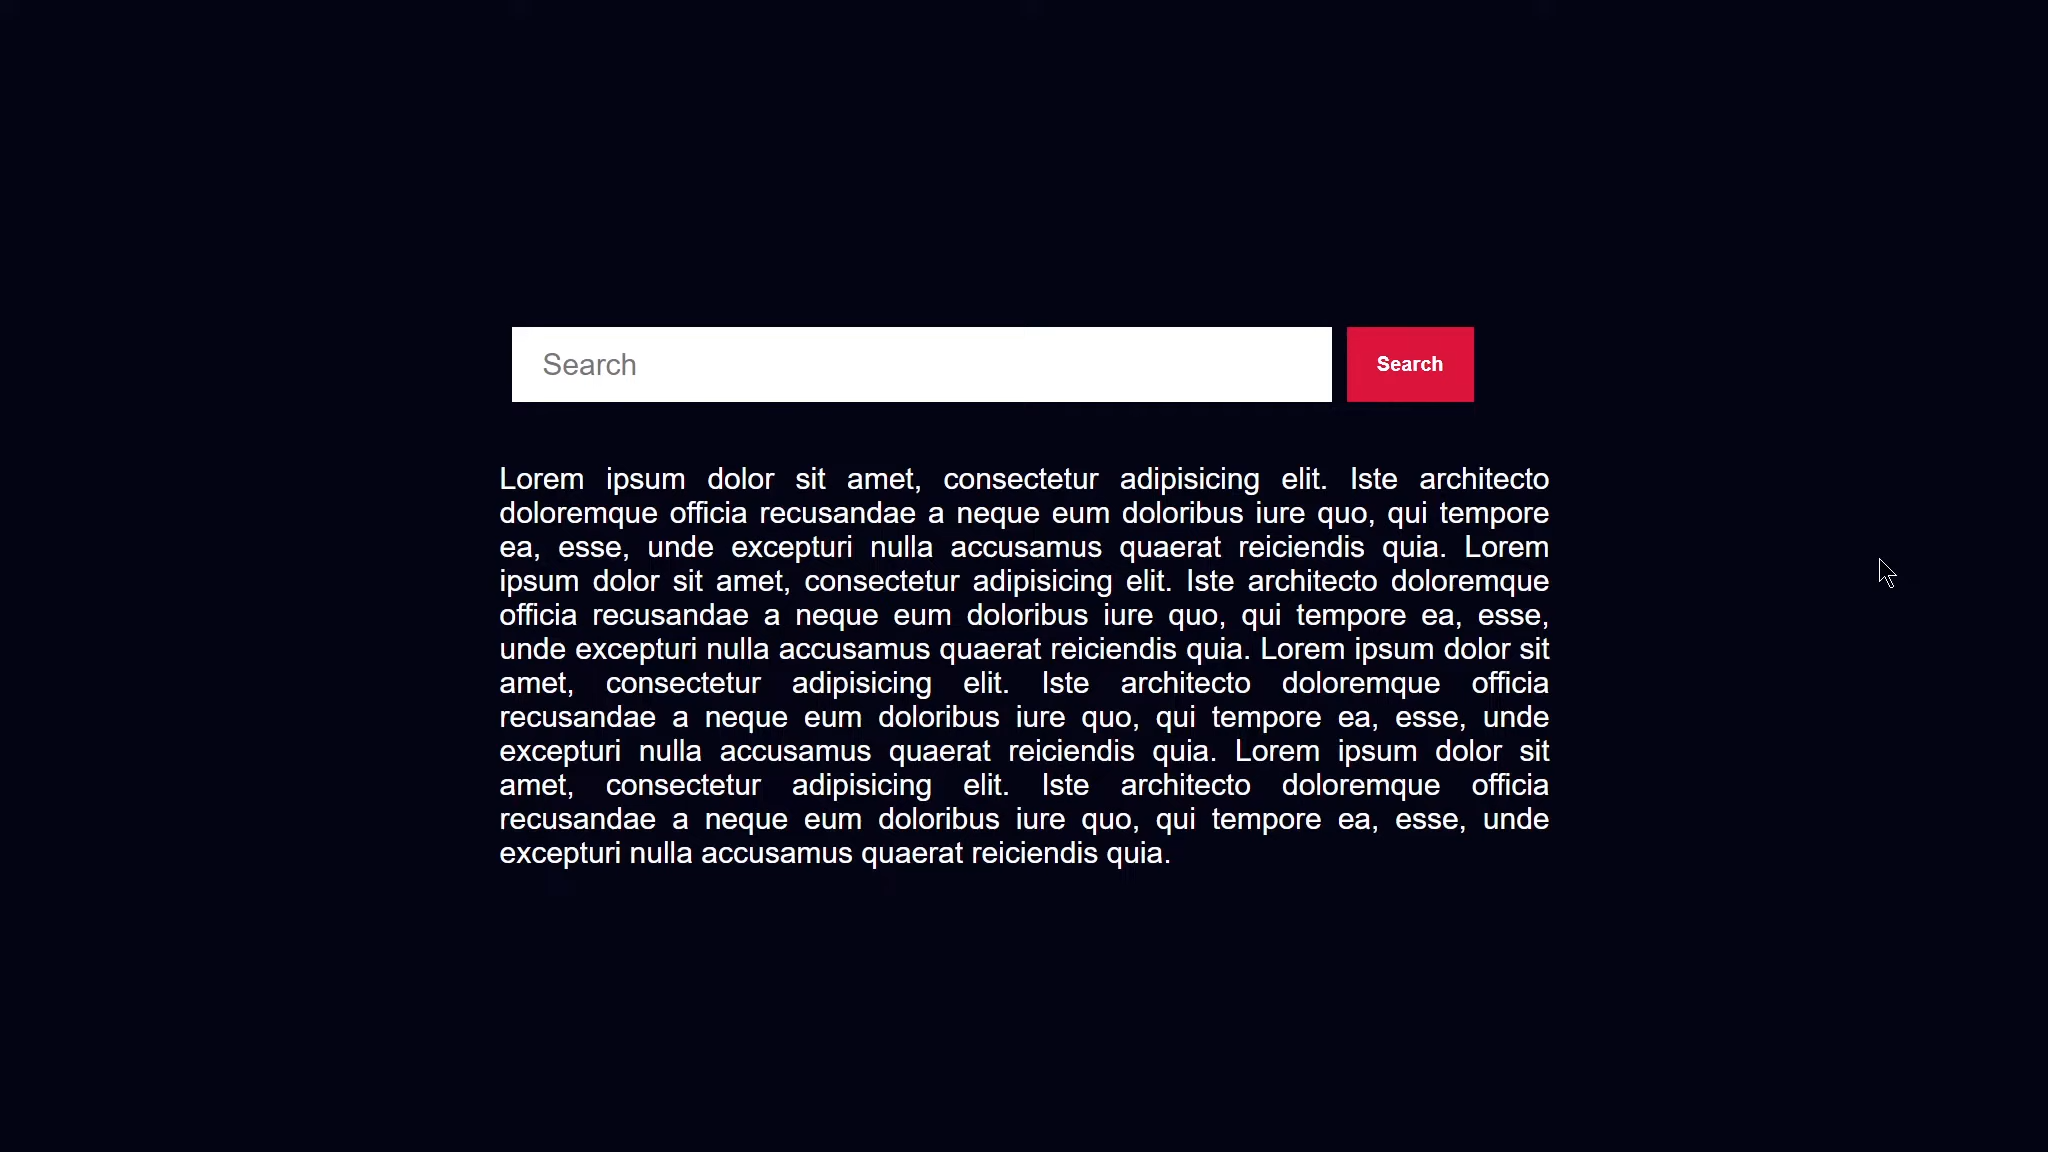 Search
Search
Lorem ipsum dolor sit amet, consectetur adipisicing elit. Iste architecto
doloremque officia recusandae a neque eum doloribus iure quo, qui tempore
ea, esse, unde excepturi nulla accusamus quaerat reiciendis quia. Lorem
ipsum dolor sit amet, consectetur adipisicing elit. Iste architecto doloremque
officia recusandae a neque eum doloribus iure quo, qui tempore ea, esse,
unde excepturi nulla accusamus quaerat reiciendis quia. Lorem ipsum dolor sit
amet, consectetur adipisicing elit. Iste architecto doloremque officia
recusandae a neque eum doloribus iure quo, qui tempore ea, esse, unde
excepturi nulla accusamus quaerat reiciendis quia. Lorem ipsum dolor sit
amet, consectetur adipisicing elit. Iste architecto doloremque officia
recusandae a neque eum doloribus iure quo, qui tempore ea, esse, unde
excepturi nulla accusamus quaerat reiciendis quia.